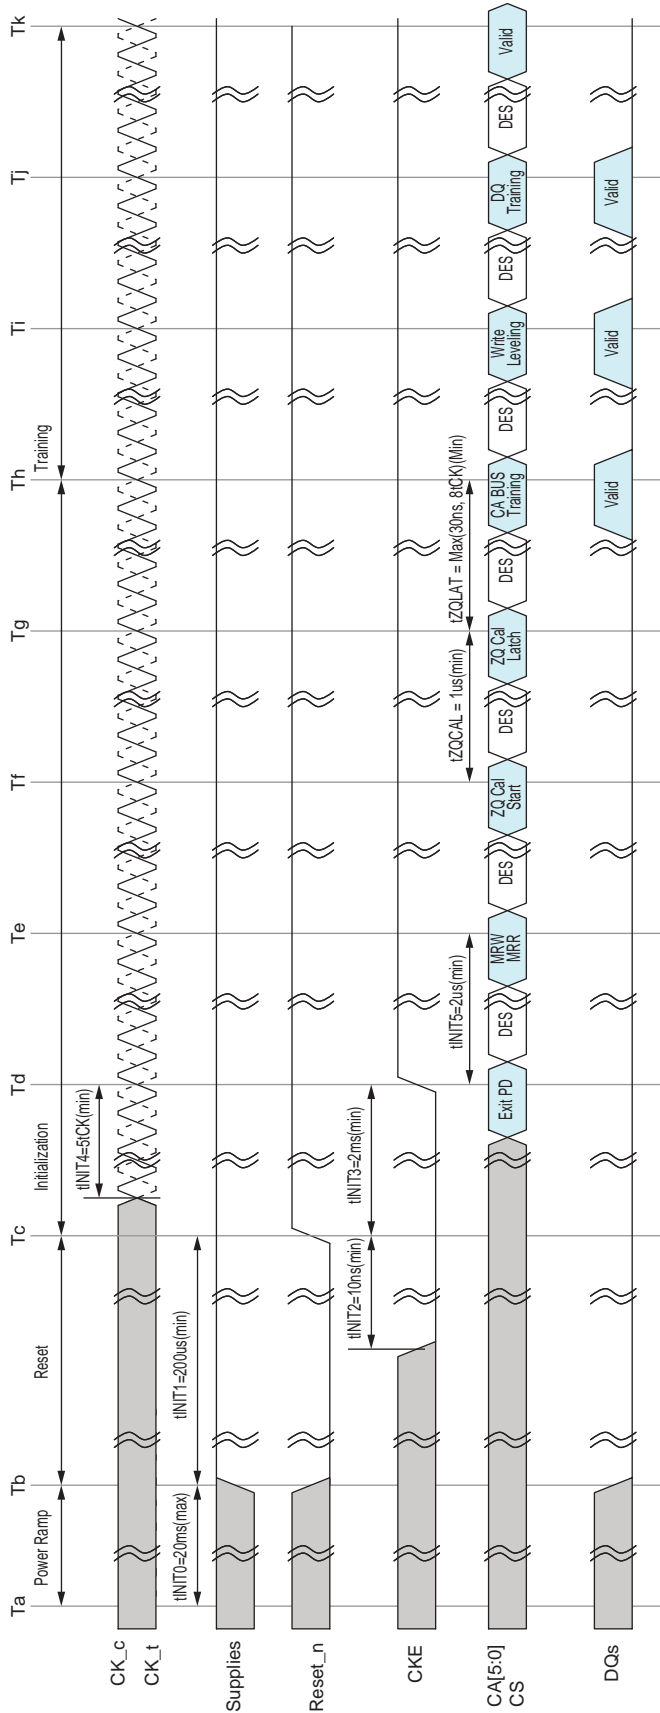 Ta
Tb
Tc
Td
Te
Tf
Tg
Th
Ti
Tj
Tk
Power Ramp
Reset
Initialization
Training
CK_c
CK_t
tINIT4=5tCK(min)
tINIT0=20ms(max)
tINIT1=200us(min)
Supplies
Reset_n
tINIT2=10ns(min)
tINIT3=2ms(min)
CKE
tINIT5=2us(min)
tZQCAL = 1us(min)
tZQLAT = Max(30ns, 8tCK)(Min)
CA[5:0]
CS
Exit PD
DES
MRW
MRR
DES
ZQ Cal
Start
DES
ZQ Cal
Latch
DES
CA BUS
Training
DES
Write
Leveling
DES
DQ
Training
DES
Valid
DQs
Valid
Valid
Valid